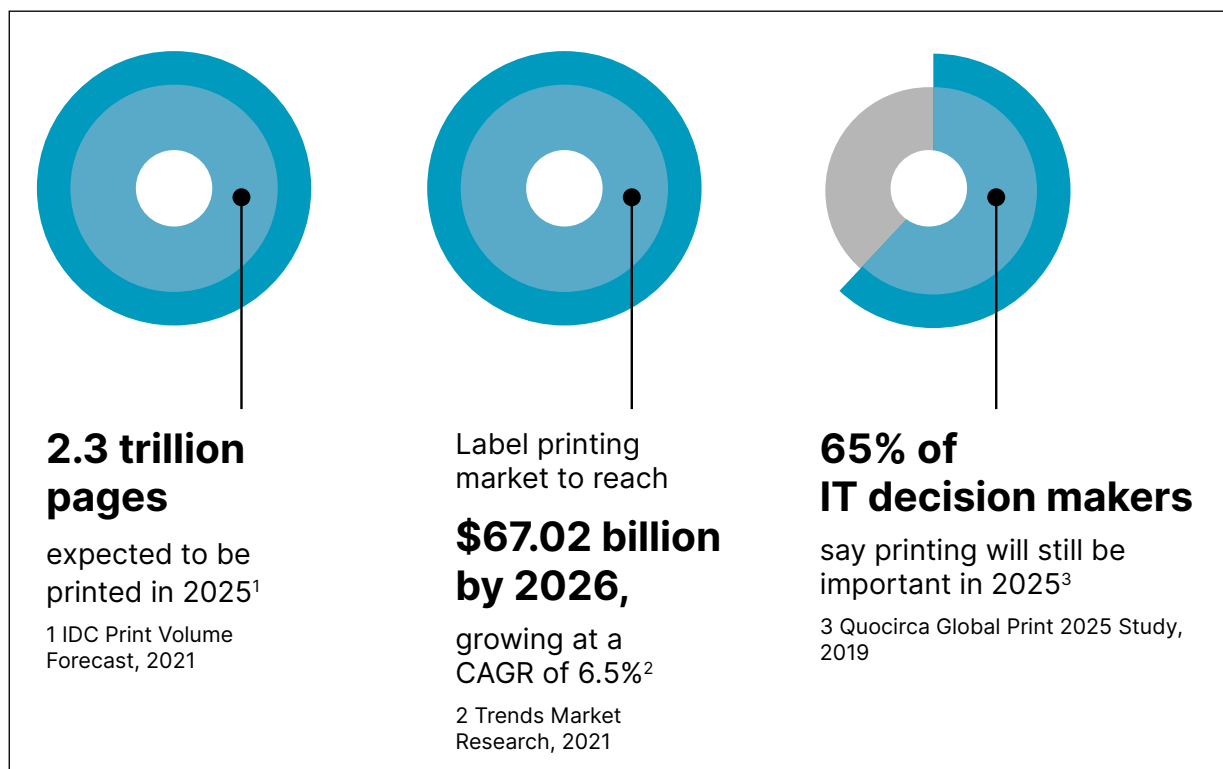 2.3 trillion
pages
expected to be
printed in 2025¹
1 IDC Print Volume
Forecast, 2021
Label printing
market to reach
$67.02 billion
by 2026,
growing at a
CAGR of 6.5%²
2 Trends Market
Research, 2021
65% of
IT decision makers
say printing will still be
important in 2025³
3 Quocirca Global Print 2025 Study,
2019